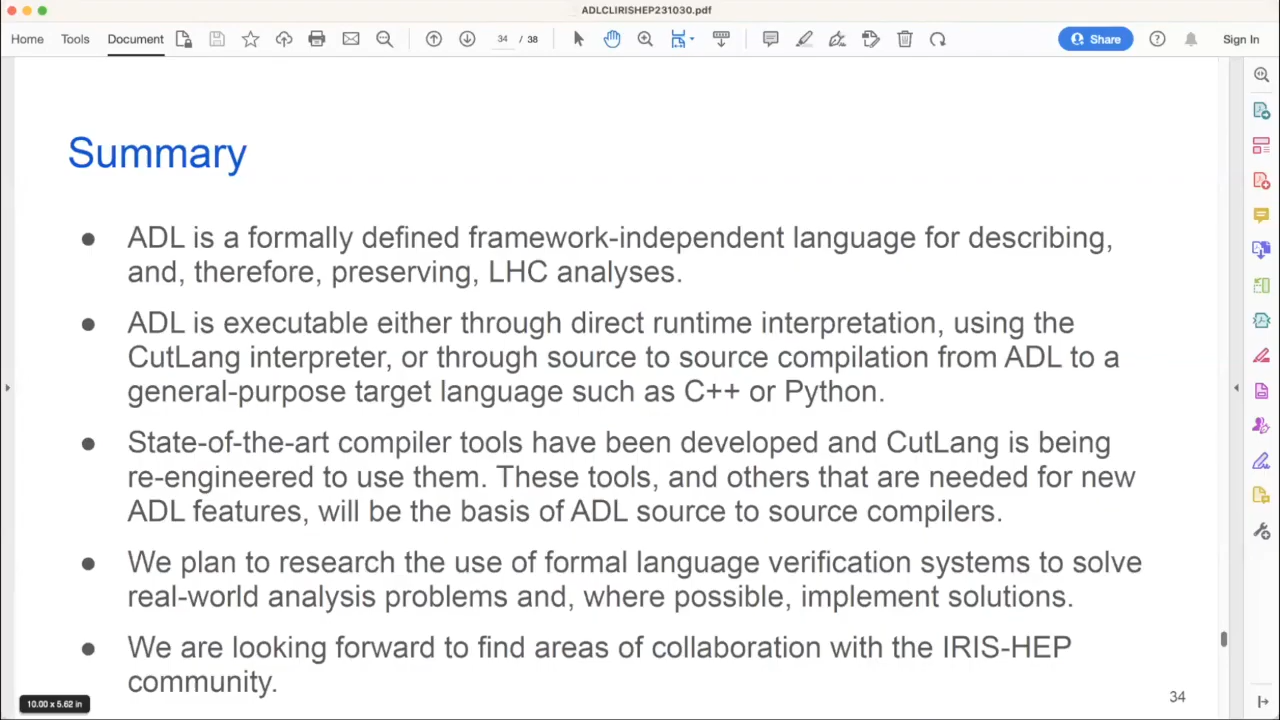 ADLCLIRISHEP231030.pdf
Home Tools Document 34 / 38 Share Sign In
Summary
● ADL is a formally defined framework-independent language for describing,
and, therefore, preserving, LHC analyses.
● ADL is executable either through direct runtime interpretation, using the
CutLang interpreter, or through source to source compilation from ADL to a
general-purpose target language such as C++ or Python.
● State-of-the-art compiler tools have been developed and CutLang is being
re-engineered to use them. These tools, and others that are needed for new
ADL features, will be the basis of ADL source to source compilers.
● We plan to research the use of formal language verification systems to solve
real-world analysis problems and, where possible, implement solutions.
● We are looking forward to find areas of collaboration with the IRIS-HEP
community.
10.00 x 5.62 in
34